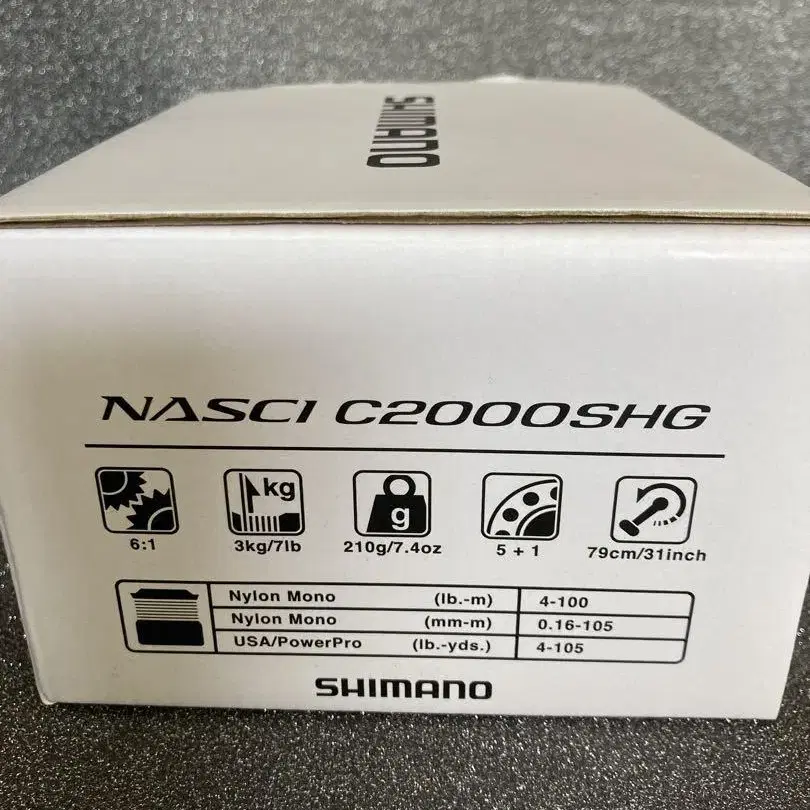 SHIMANO
NASCI C2000SHG
kg
g
6:1
3kg/7lb
210g/7.4oz
5 + 1
79cm/31inch
Nylon Mono (lb.-m) 4-100
Nylon Mono (mm-m) 0.16-105
USA/PowerPro (lb.-yds.) 4-105
SHIMANO